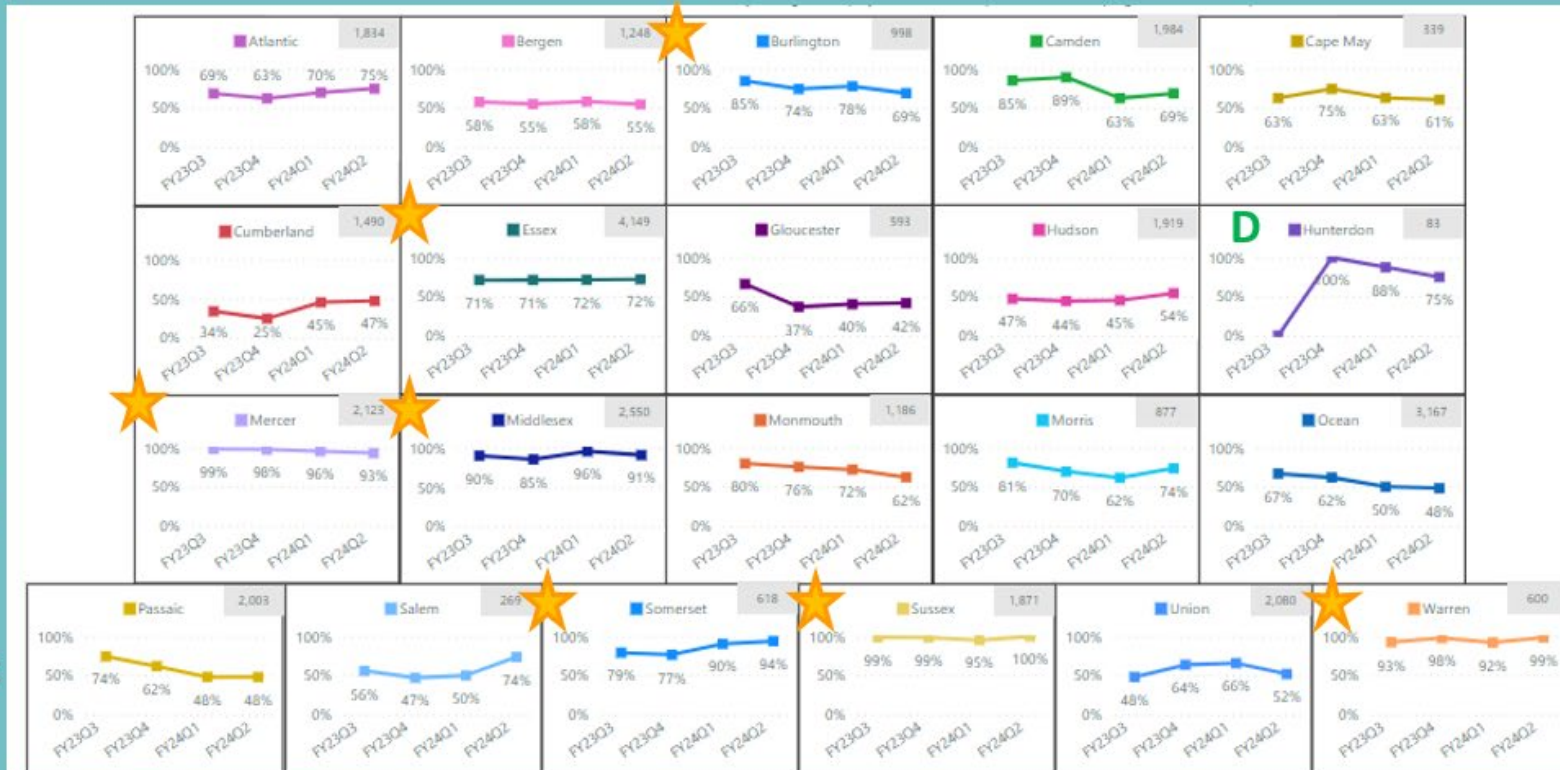 Atlantic 1,834
100%
69% 63% 70% 75%
50%
0%
FY23Q3 FY23Q4 FY24Q1 FY24Q2
Bergen 1,248
100%
50%
58% 55% 58% 55%
0%
FY23Q3 FY23Q4 FY24Q1 FY24Q2
Burlington 998
100%
50%
85% 74% 78% 69%
0%
FY23Q3 FY23Q4 FY24Q1 FY24Q2
Camden 1,984
100%
50%
85% 89% 63% 69%
0%
FY23Q3 FY23Q4 FY24Q1 FY24Q2
Cape May 339
100%
50%
63% 75% 63% 61%
0%
FY23Q3 FY23Q4 FY24Q1 FY24Q2
Cumberland 1,490
100%
50%
34% 25% 45% 47%
0%
FY23Q3 FY23Q4 FY24Q1 FY24Q2
Essex 4,149
100%
50%
71% 71% 72% 72%
0%
FY23Q3 FY23Q4 FY24Q1 FY24Q2
Gloucester 593
100%
50%
66% 37% 40% 42%
0%
FY23Q3 FY23Q4 FY24Q1 FY24Q2
Hudson 1,919
100%
50%
47% 44% 45% 54%
0%
FY23Q3 FY23Q4 FY24Q1 FY24Q2
D Hunterdon 83
100%
50%
100% 88% 75%
0%
FY23Q3 FY23Q4 FY24Q1 FY24Q2
Mercer 2,123
100%
99% 98% 96% 93%
50%
0%
FY23Q3 FY23Q4 FY24Q1 FY24Q2
Middlesex 2,550
100%
90% 85% 96% 91%
50%
0%
FY23Q3 FY23Q4 FY24Q1 FY24Q2
Monmouth 1,186
100%
80% 76% 72% 62%
50%
0%
FY23Q3 FY23Q4 FY24Q1 FY24Q2
Morris 877
100%
81% 70% 62% 74%
50%
0%
FY23Q3 FY23Q4 FY24Q1 FY24Q2
Ocean 3,167
100%
50%
67% 62% 50% 48%
0%
FY23Q3 FY23Q4 FY24Q1 FY24Q2
Passaic 2,003
100%
50%
74% 62% 48% 48%
0%
FY23Q3 FY23Q4 FY24Q1 FY24Q2
Salem 269
100%
50%
56% 47% 50% 74%
0%
FY23Q3 FY23Q4 FY24Q1 FY24Q2
Somerset 618
100%
50%
79% 77% 90% 94%
0%
FY23Q3 FY23Q4 FY24Q1 FY24Q2
Sussex 1,871
100%
99% 99% 95% 100%
50%
0%
FY23Q3 FY23Q4 FY24Q1 FY24Q2
Union 2,080
100%
50%
48% 64% 66% 52%
0%
FY23Q3 FY23Q4 FY24Q1 FY24Q2
Warren 600
100%
93% 98% 92% 99%
50%
0%
FY23Q3 FY23Q4 FY24Q1 FY24Q2